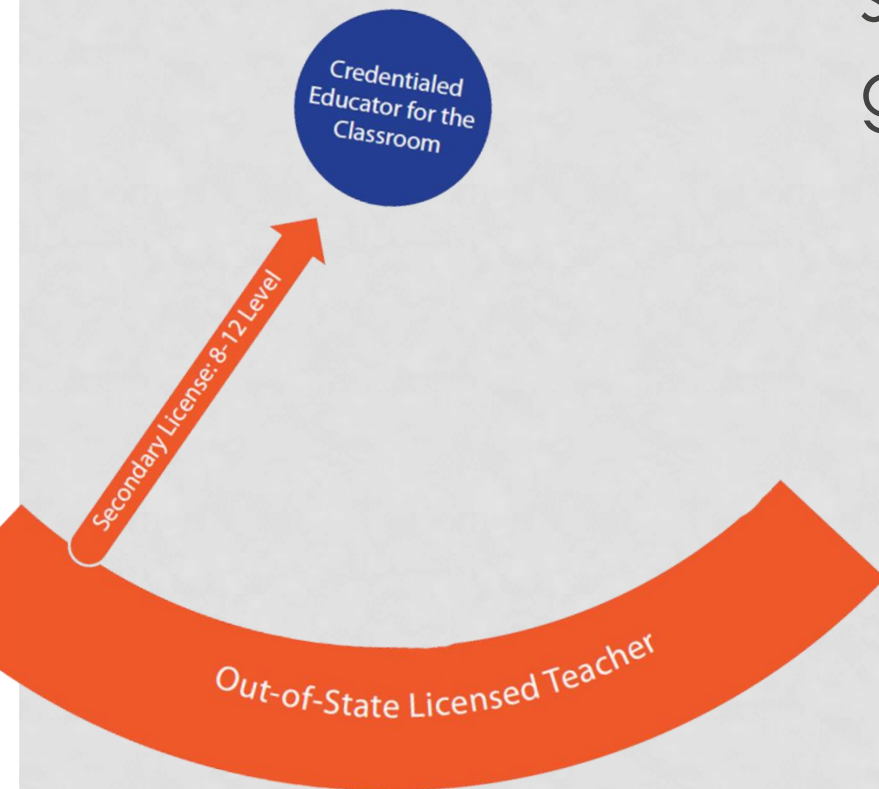 Credentialed
Educator for the
Classroom
Secondary License: 8-12 Level
Out-of-State Licensed Teacher